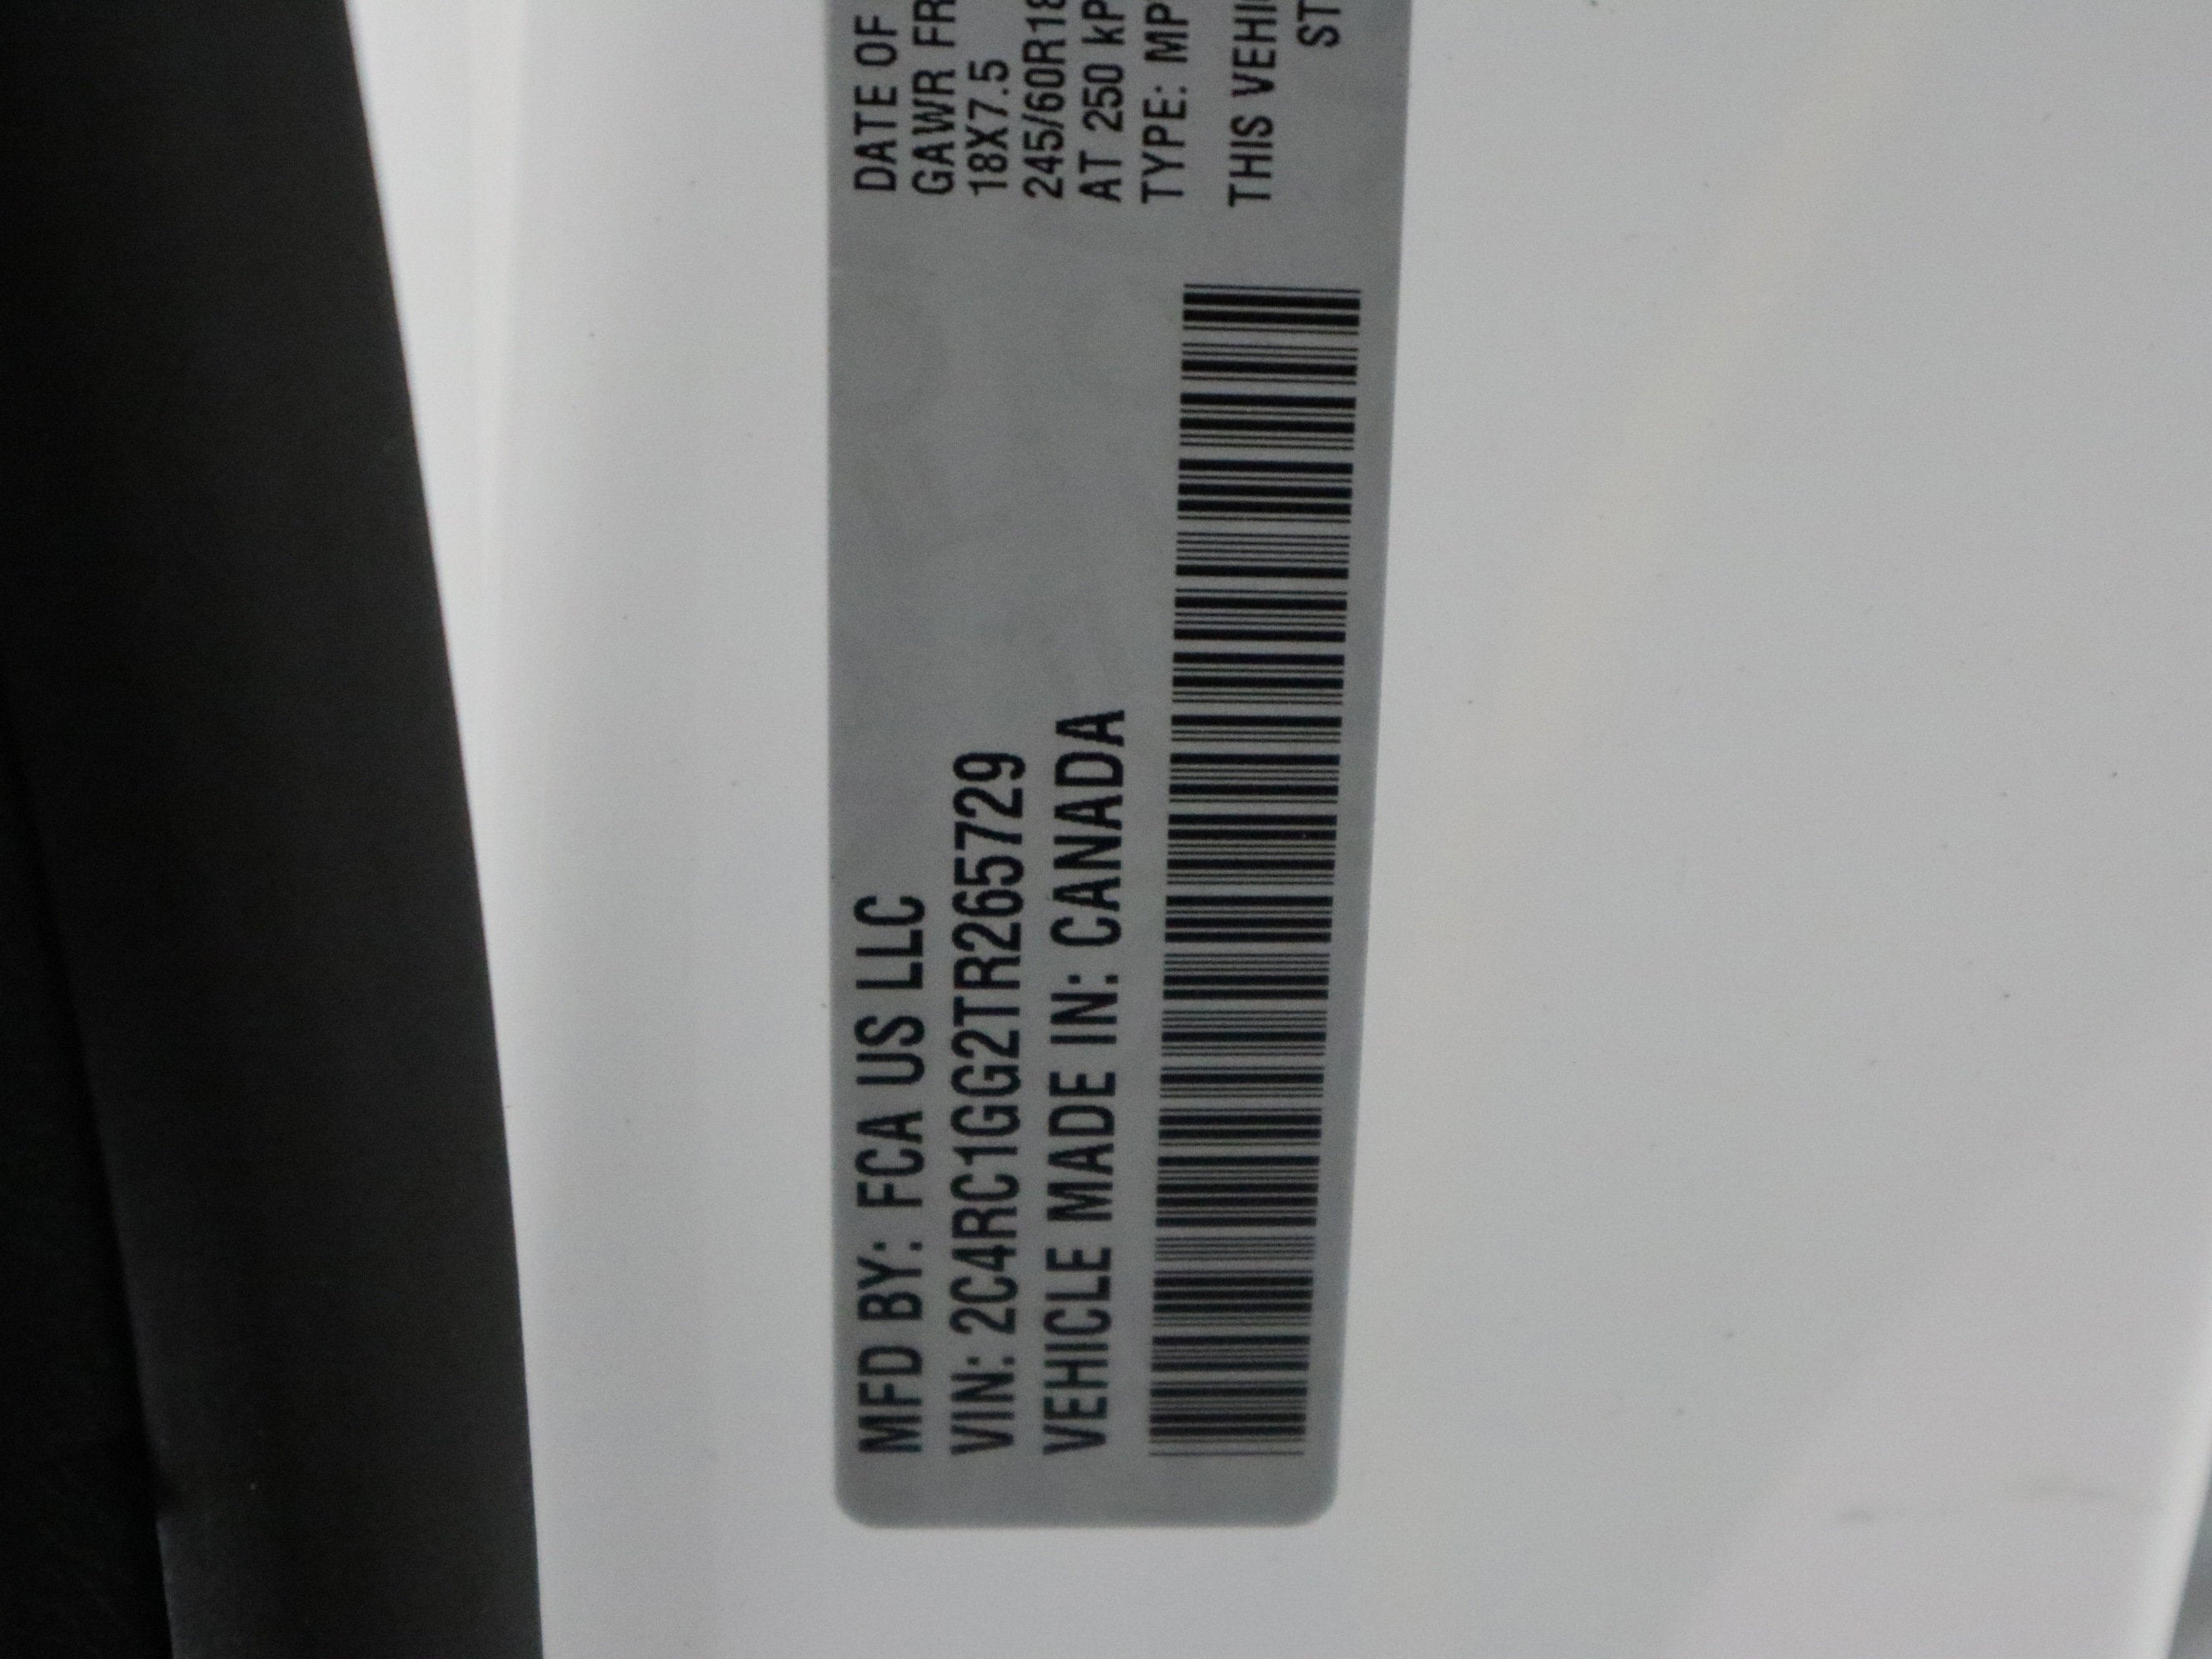 MFD BY: FCA US LLC
VIN: 2C4RC1GG2TR265729
VEHICLE MADE IN: CANADA
DATE OF
GAWR FR
18X7.5
245/60R18
AT 250 kP
TYPE: MP
THIS VEHI
ST